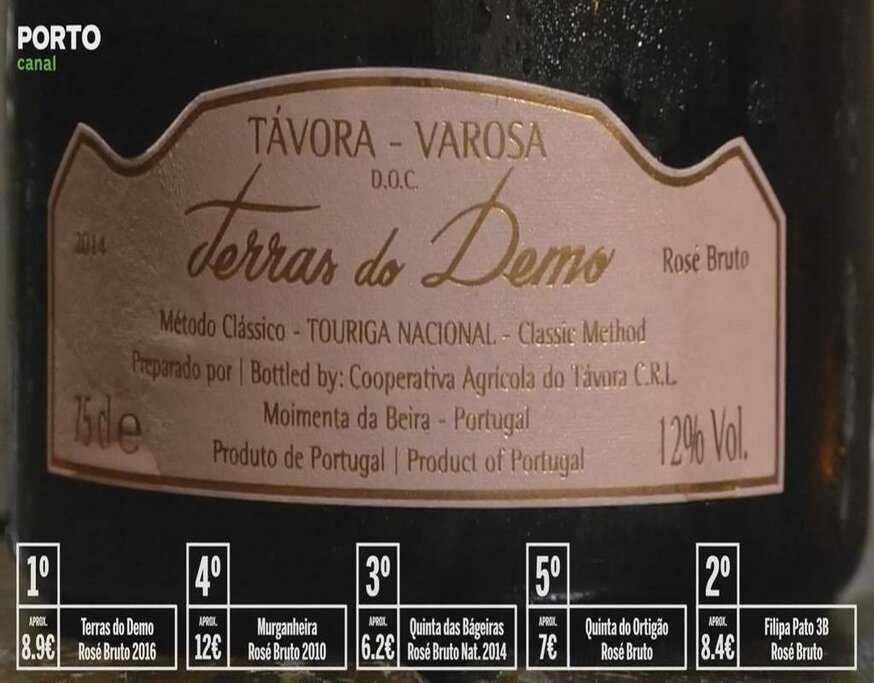 PORTO
canal
TÁVORA - VAROSA
D.O.C.
2014
Terras do Demo
Rosé Bruto
Método Clássico - TOURIGA NACIONAL - Classic Method
Preparado por | Bottled by: Cooperativa Agrícola do Távora C.R.L.
75 cl e
Moimenta da Beira - Portugal
12% Vol.
Produto de Portugal | Product of Portugal
1º
APROX.
8.9€
Terras do Demo
Rosé Bruto 2016
4º
APROX.
12€
Murganheira
Rosé Bruto 2010
3º
APROX.
6.2€
Quinta das Bágeiras
Rosé Bruto Nat. 2014
5º
APROX.
7€
Quinta do Ortigão
Rosé Bruto
2º
APROX.
8.4€
Filipa Pato 3B
Rosé Bruto